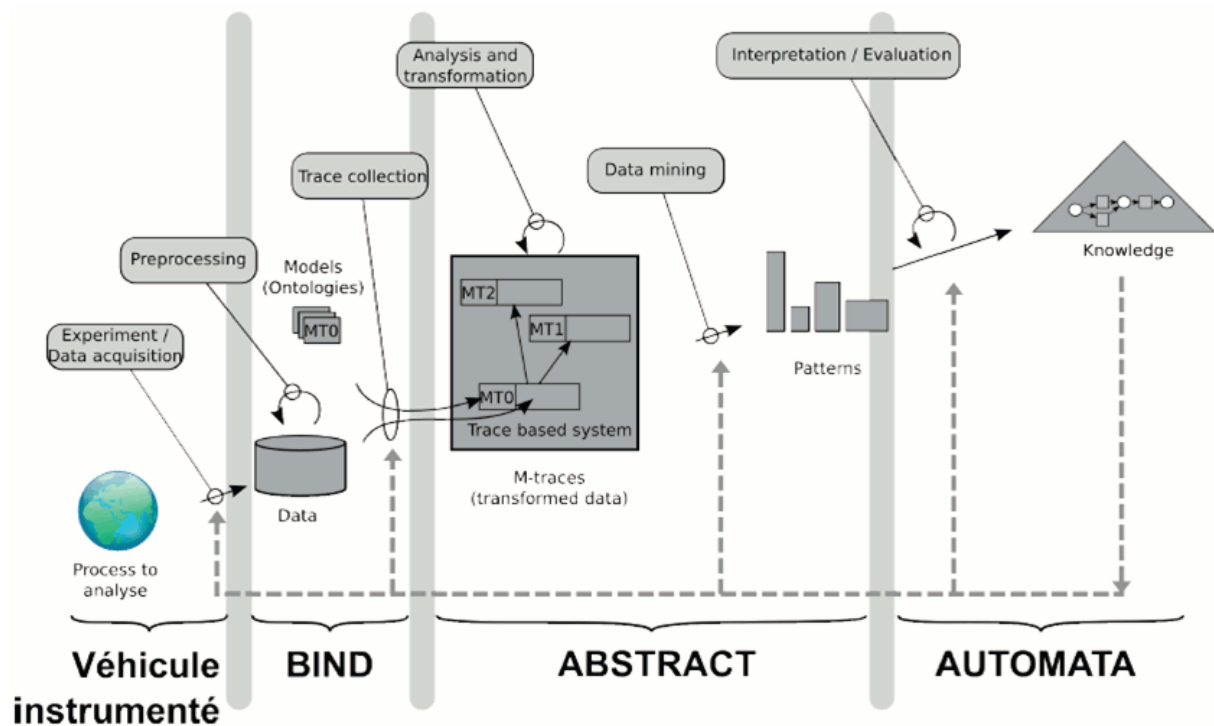 Analysis and
transformation
Interpretation / Evaluation
Trace collection
Data mining
Preprocessing
Models
(Ontologies)
MT0
Experiment /
Data acquisition
MT2
MT1
MT0
Trace based system
Knowledge
Patterns
M-traces
(transformed data)
Data
Process to
analyse
Véhicule
instrumenté
BIND
ABSTRACT
AUTOMATA